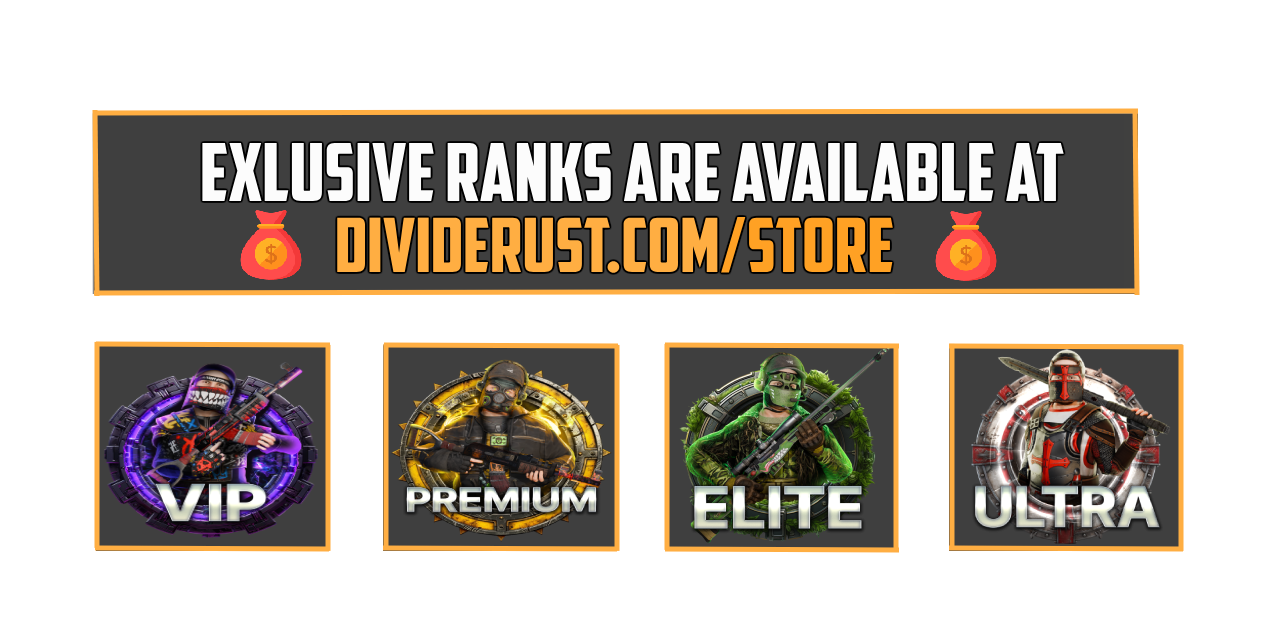 EXLUSIVE RANKS ARE AVAILABLE AT
DIVIDERUST.COM/STORE
VIP
PREMIUM
ELITE
ULTRA